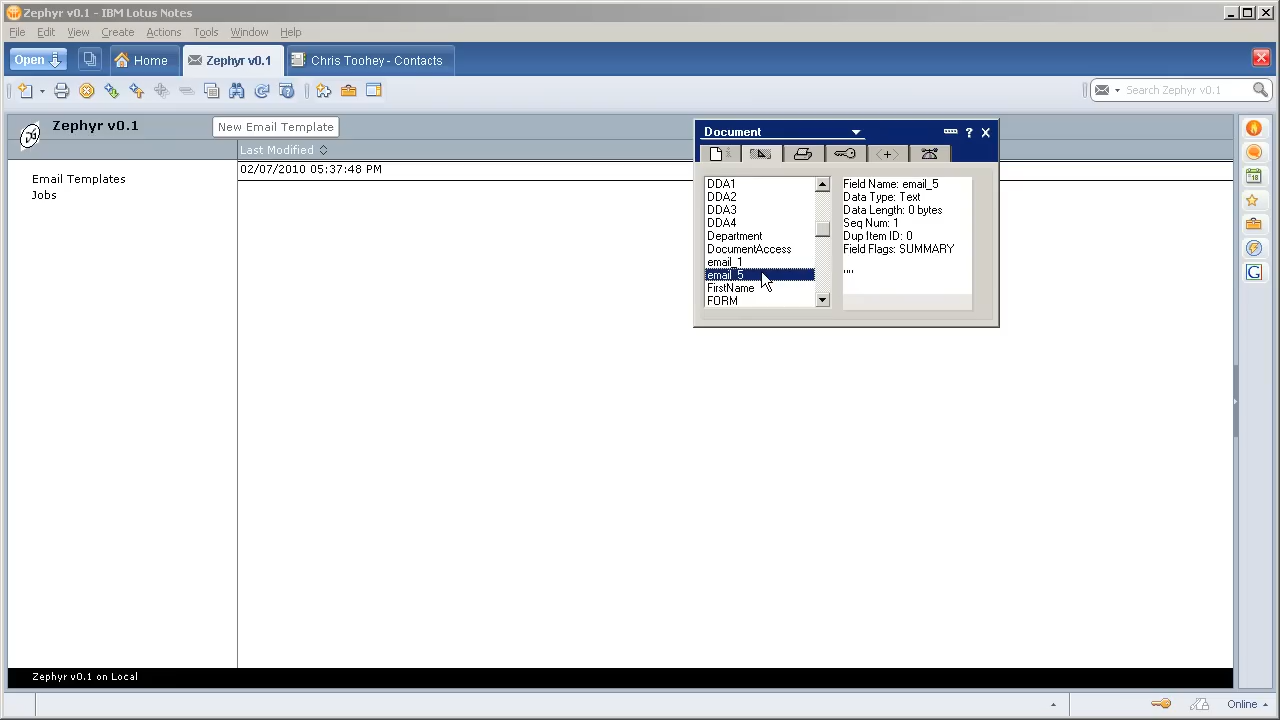 Zephyr v0.1 - IBM Lotus Notes
File Edit View Create Actions Tools Window Help
Open Home Zephyr v0.1 Chris Toohey - Contacts
Search Zephyr v0.1
Zephyr v0.1 New Email Template
Last Modified
02/07/2010 05:37:48 PM
Email Templates
Jobs
Document
DDA1
DDA2
DDA3
DDA4
Department
DocumentAccess
email_1
email_5
FirstName
FORM
Field Name: email_5
Data Type: Text
Data Length: 0 bytes
Seq Num: 1
Dup Item ID: 0
Field Flags: SUMMARY
""
Zephyr v0.1 on Local
Online